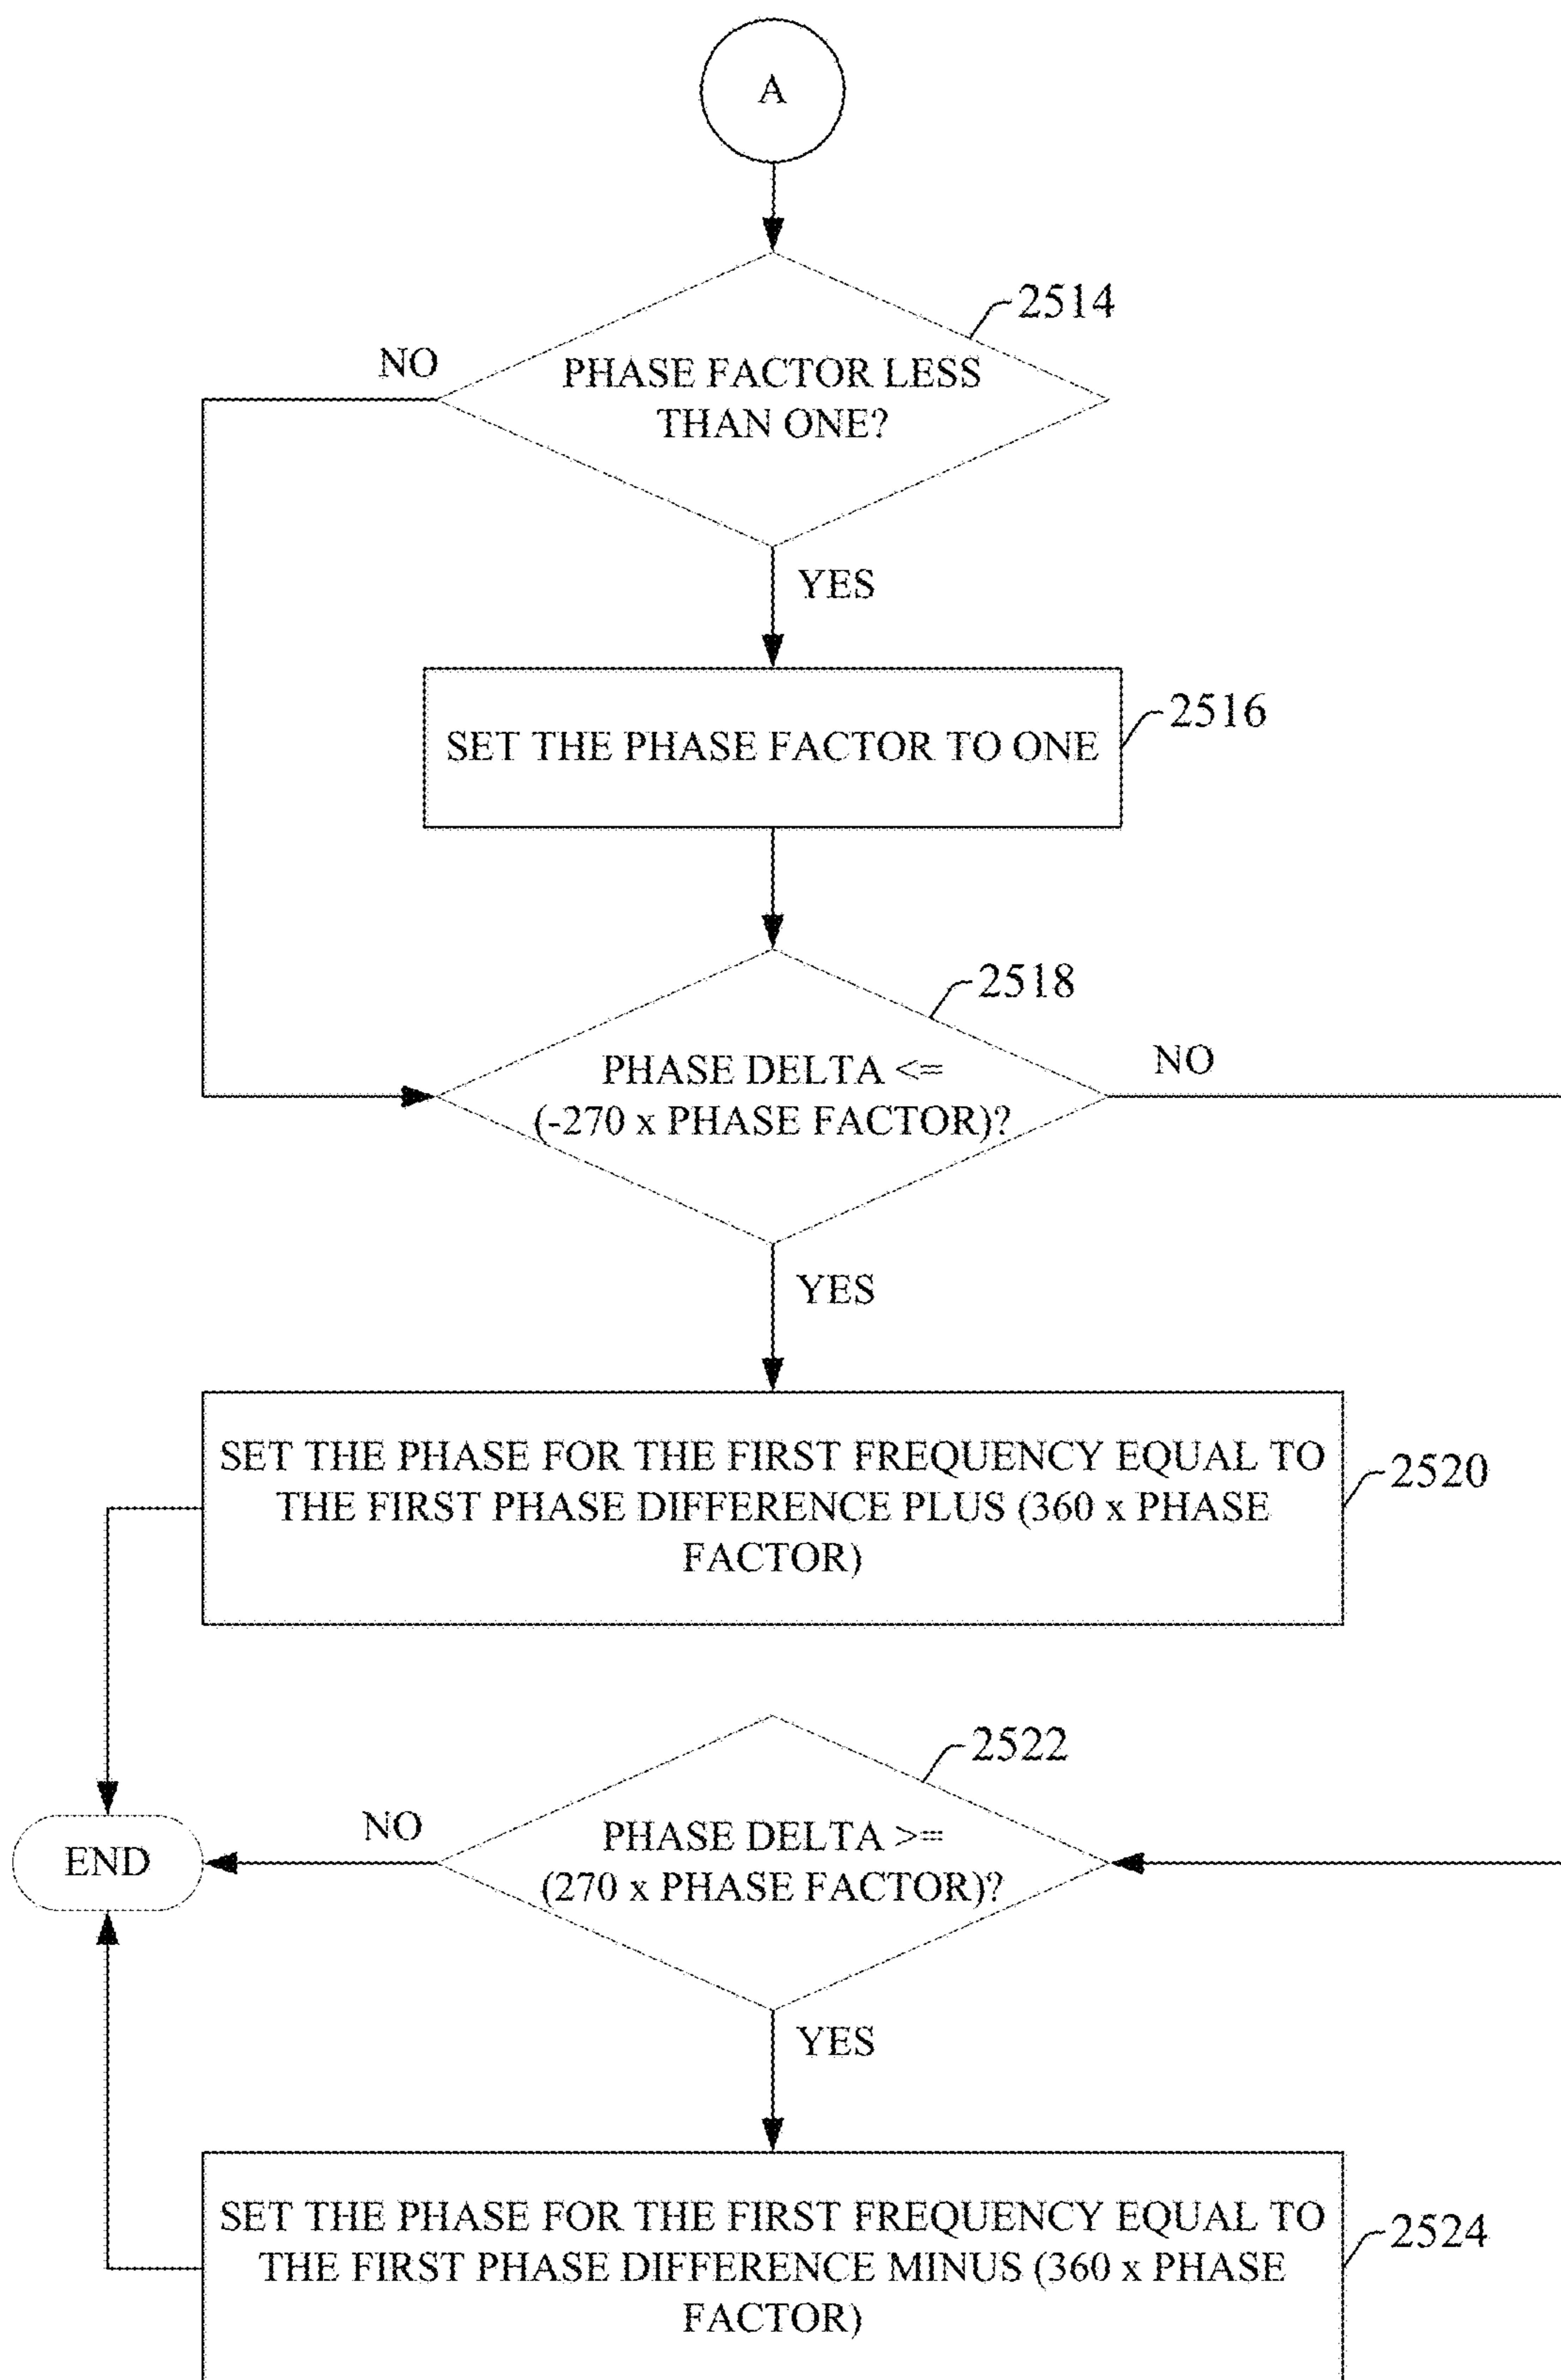 A
2514
NO
PHASE FACTOR LESS
THAN ONE?
YES
2516
SET THE PHASE FACTOR TO ONE
2518
NO
PHASE DELTA <=
(-270 x PHASE FACTOR)?
YES
SET THE PHASE FOR THE FIRST FREQUENCY EQUAL TO
2520
THE FIRST PHASE DIFFERENCE PLUS (360 x PHASE
FACTOR)
2522
NO
PHASE DELTA >=
END
(270 x PHASE FACTOR)?
YES
SET THE PHASE FOR THE FIRST FREQUENCY EQUAL TO
2524
THE FIRST PHASE DIFFERENCE MINUS (360 x PHASE
FACTOR)